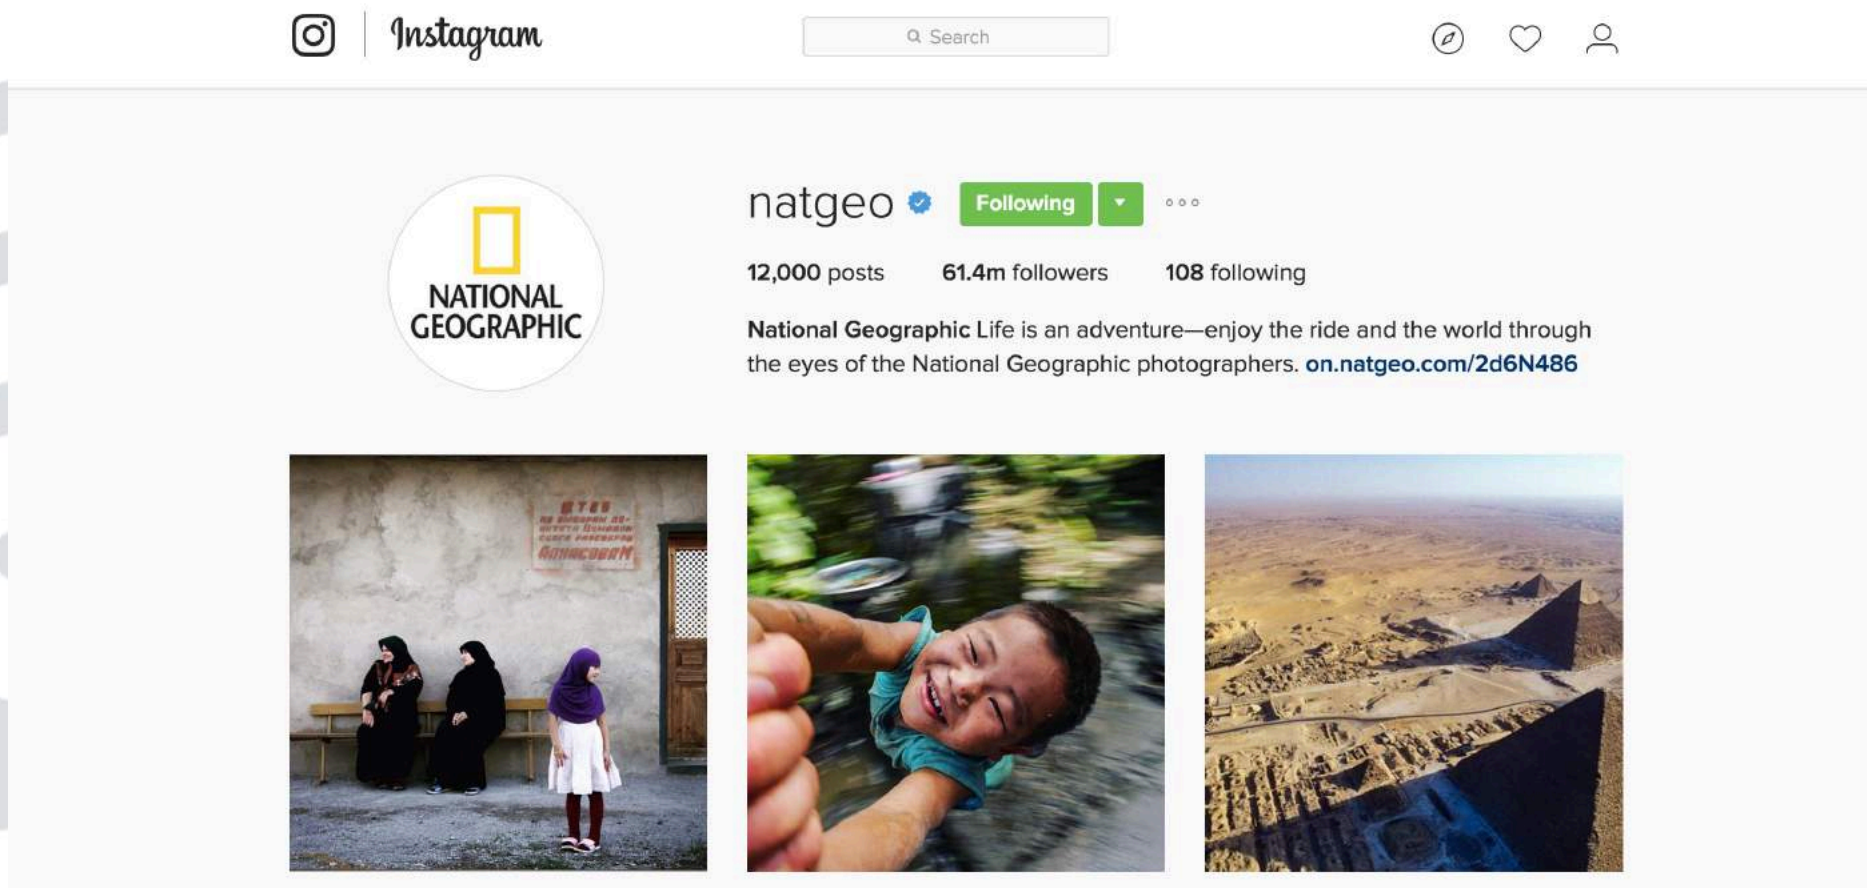 Instagram
Search
natgeo
Following
12,000 posts 61.4m followers 108 following
NATIONAL
GEOGRAPHIC
National Geographic Life is an adventure—enjoy the ride and the world through
the eyes of the National Geographic photographers. on.natgeo.com/2d6N486